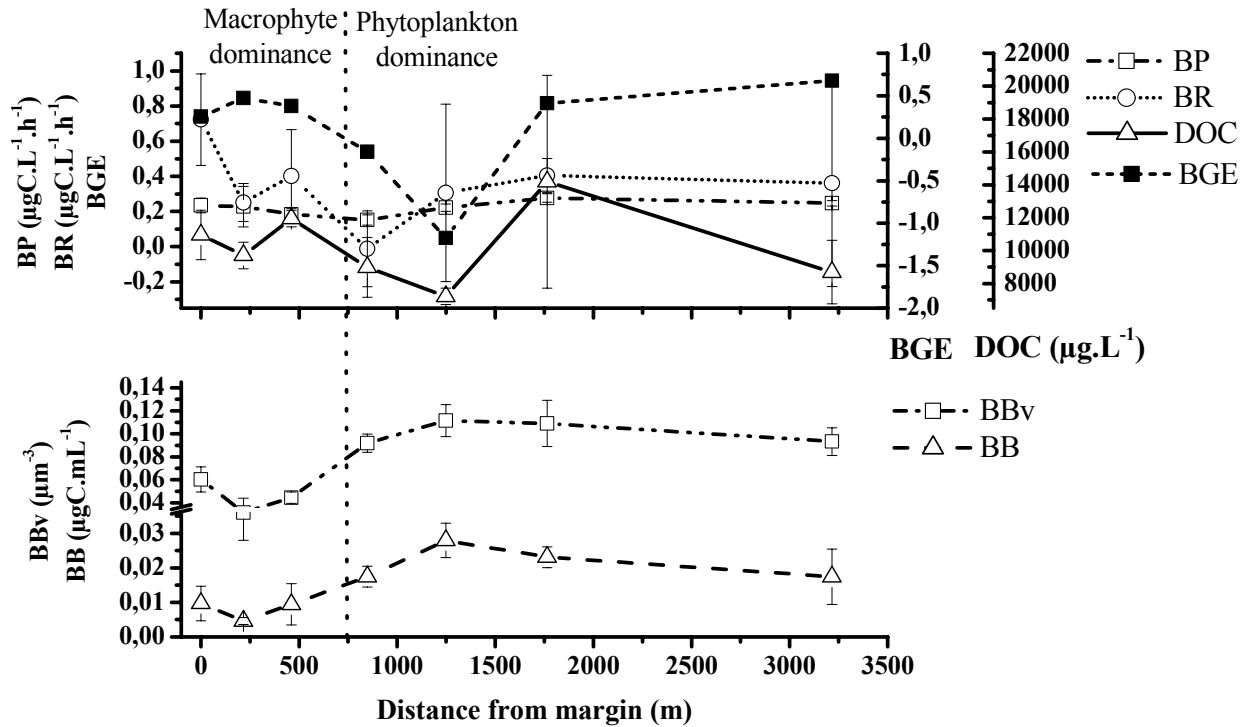 Macrophyte dominance
Phytoplankton dominance
BP (µgC.L⁻¹.h⁻¹)
BR (µgC.L⁻¹.h⁻¹)
BGE
1,0
0,8
0,6
0,4
0,2
0,0
-0,2
1,0
0,5
0,0
-0,5
-1,0
-1,5
-2,0
BGE
22000
20000
18000
16000
14000
12000
10000
8000
DOC (µg.L⁻¹)
BP
BR
DOC
BGE
BBv (µm⁻³)
BB (µgC.mL⁻¹)
0,14
0,12
0,10
0,08
0,06
0,04
0,03
0,02
0,01
0,00
BBv
BB
0
500
1000
1500
2000
2500
3000
3500
Distance from margin (m)